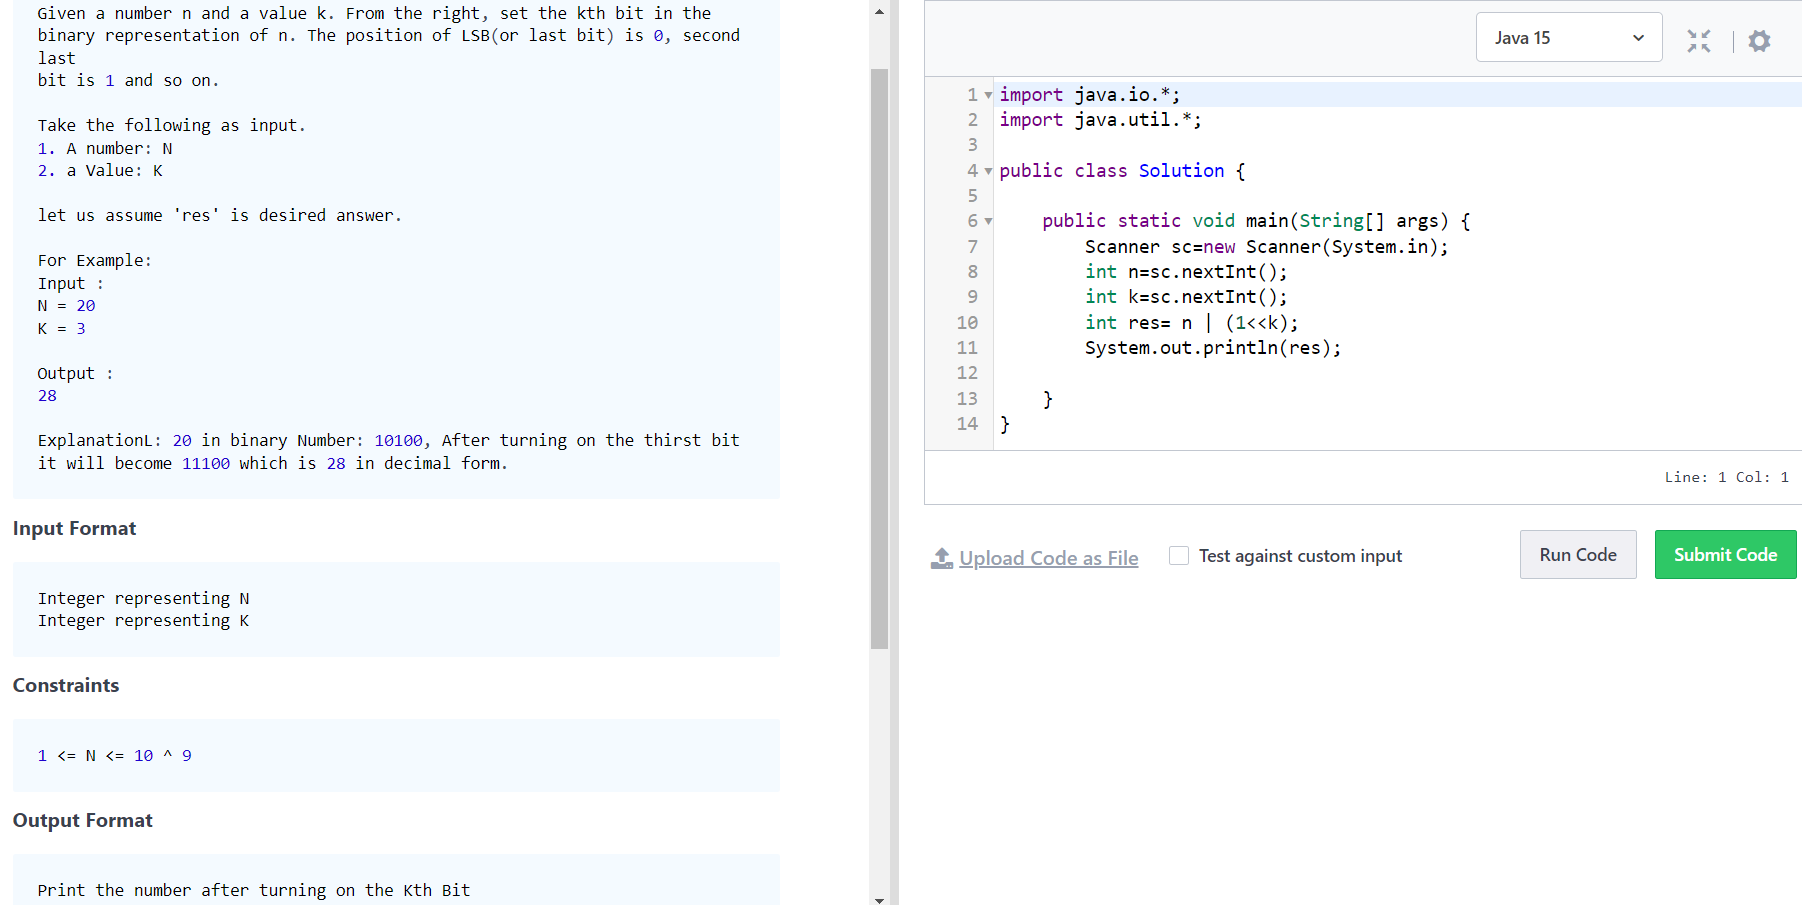 Given a number n and a value k. From the right, set the kth bit in the
binary representation of n. The position of LSB(or last bit) is 0, second
last
bit is 1 and so on.
Take the following as input.
1. A number: N
2. a Value: K
let us assume 'res' is desired answer.
For Example:
Input :
N = 20
K = 3
Output :
28
ExplanationL: 20 in binary Number: 10100, After turning on the thirst bit
it will become 11100 which is 28 in decimal form.
Input Format
Integer representing N
Integer representing K
Constraints
1 <= N <= 10 ^ 9
Output Format
Print the number after turning on the Kth Bit
Java 15
1 import java.io.*;
2 import java.util.*;
3
4 public class Solution {
5
6 public static void main(String[] args) {
7 Scanner sc=new Scanner(System.in);
8 int n=sc.nextInt();
9 int k=sc.nextInt();
10 int res= n | (1<<k);
11 System.out.println(res);
12
13 }
14 }
Line: 1 Col: 1
Upload Code as File
Test against custom input
Run Code
Submit Code